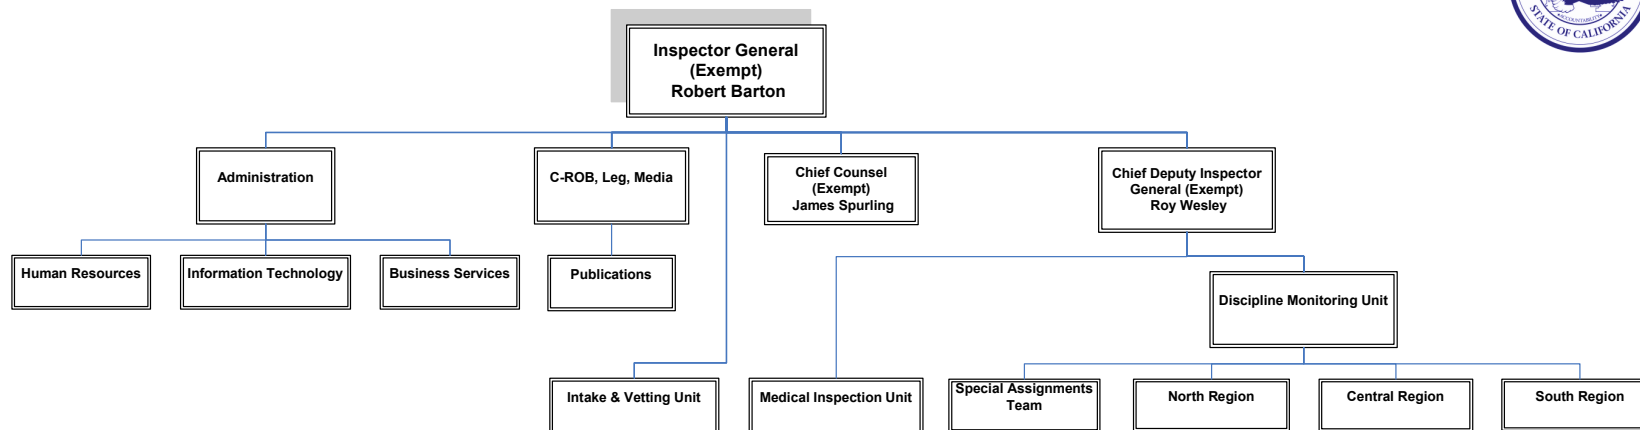 ACCOUNTABILITY
STATE OF CALIFORNIA
Inspector General
(Exempt)
Robert Barton
Administration
C-ROB, Leg, Media
Chief Counsel
(Exempt)
James Spurling
Chief Deputy Inspector
General (Exempt)
Roy Wesley
Human Resources
Information Technology
Business Services
Publications
Discipline Monitoring Unit
Intake & Vetting Unit
Medical Inspection Unit
Special Assignments
Team
North Region
Central Region
South Region